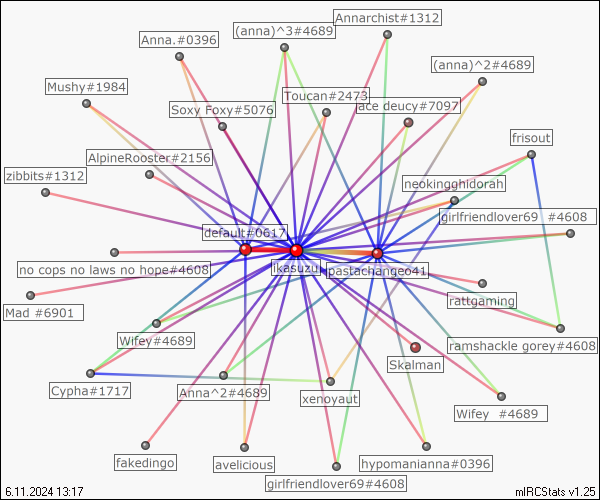 Annarchist#1312
(anna)^3#4689
Anna.#0396
(anna)^2#4689
Mushy#1984
Toucan#2473
Soxy Foxy#5076
ace deucy#7097
frisout
AlpineRooster#2156
zibbits#1312
neokingghidorah
girlfriendlover69 #4608
default#0617
ikasuzu
pastachangeo41
no cops no laws no hope#4608
rattgaming
Mad #6901
Wifey#4689
ramshackle gorey#4608
Skalman
Cypha#1717
Anna^2#4689
xenoyaut
Wifey #4689
fakedingo
avelicious
hypomanianna#0396
girlfriendlover69#4608
6.11.2024 13:17
mIRCStats v1.25